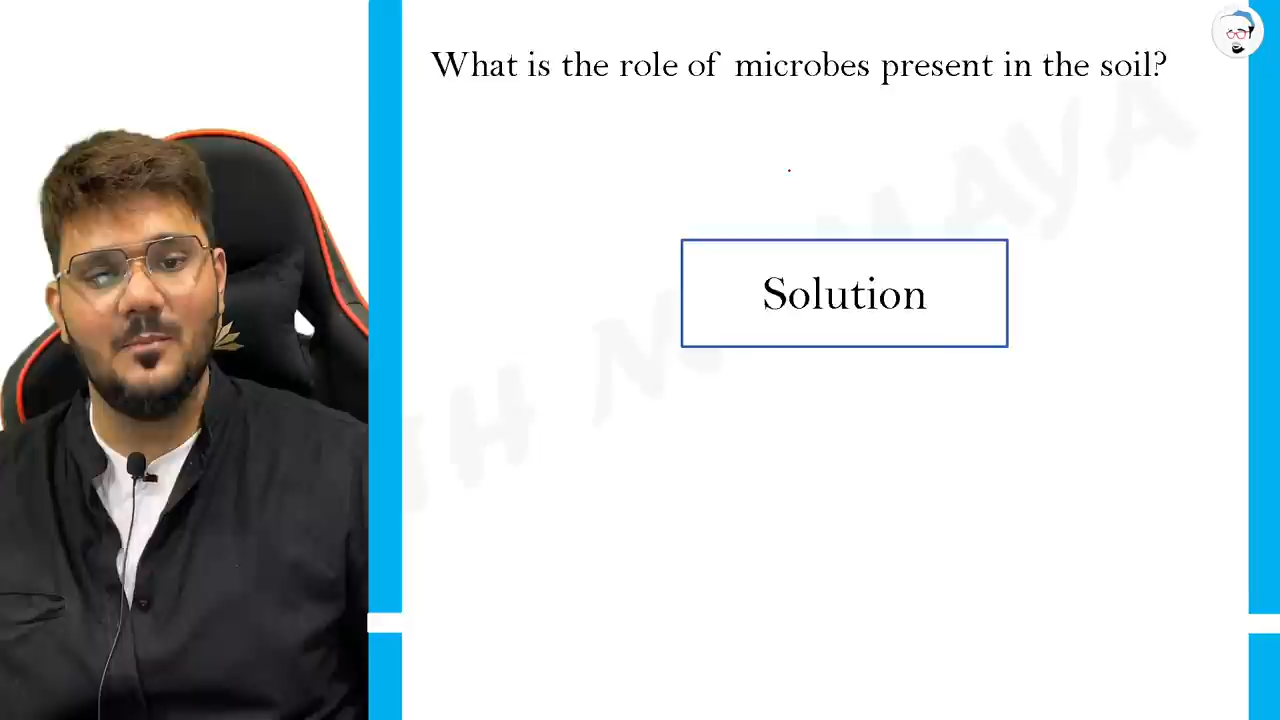 What is the role of microbes present in the soil?
Solution